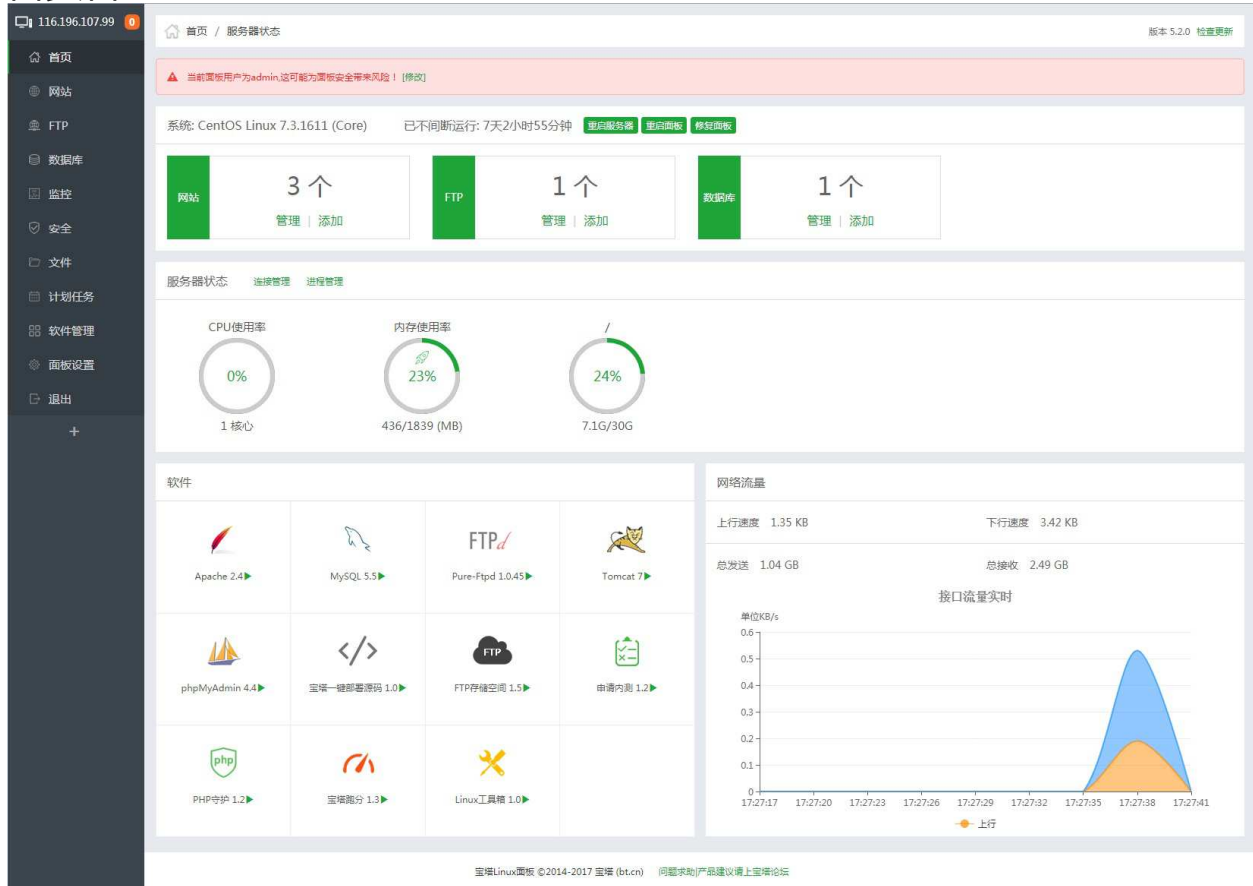 116.196.107.99 0
首页
网站
FTP
数据库
监控
安全
文件
计划任务
软件管理
面板设置
退出
+
首页 / 服务器状态
版本 5.2.0 检查更新
当前面板用户为admin,这可能为面板安全带来风险！ [修改]
系统: CentOS Linux 7.3.1611 (Core) 已不间断运行: 7天2小时55分钟 重启服务器 重启面板 修复面板
网站 3 个
管理 | 添加
FTP 1 个
管理 | 添加
数据库 1 个
管理 | 添加
服务器状态 连接管理 进程管理
CPU使用率 内存使用率 /
0% 23% 24%
1 核心 436/1839 (MB) 7.1G/30G
软件
FTPd
Apache 2.4 MySQL 5.5 Pure-Ftpd 1.0.45 Tomcat 7
</> FTP
phpMyAdmin 4.4 宝塔一键部署源码 1.0 FTP存储空间 1.5 申请内测 1.2
php
PHP守护 1.2 宝塔跑分 1.3 Linux工具箱 1.0
网络流量
上行速度 1.35 KB 下行速度 3.42 KB
总发送 1.04 GB 总接收 2.49 GB
接口流量实时
单位KB/s
0.6
0.5
0.4
0.3
0.2
0.1
0
17:27:17 17:27:20 17:27:23 17:27:26 17:27:29 17:27:32 17:27:35 17:27:38 17:27:41
上行
宝塔Linux面板 ©2014-2017 宝塔 (bt.cn) 问题求助|产品建议请上宝塔论坛